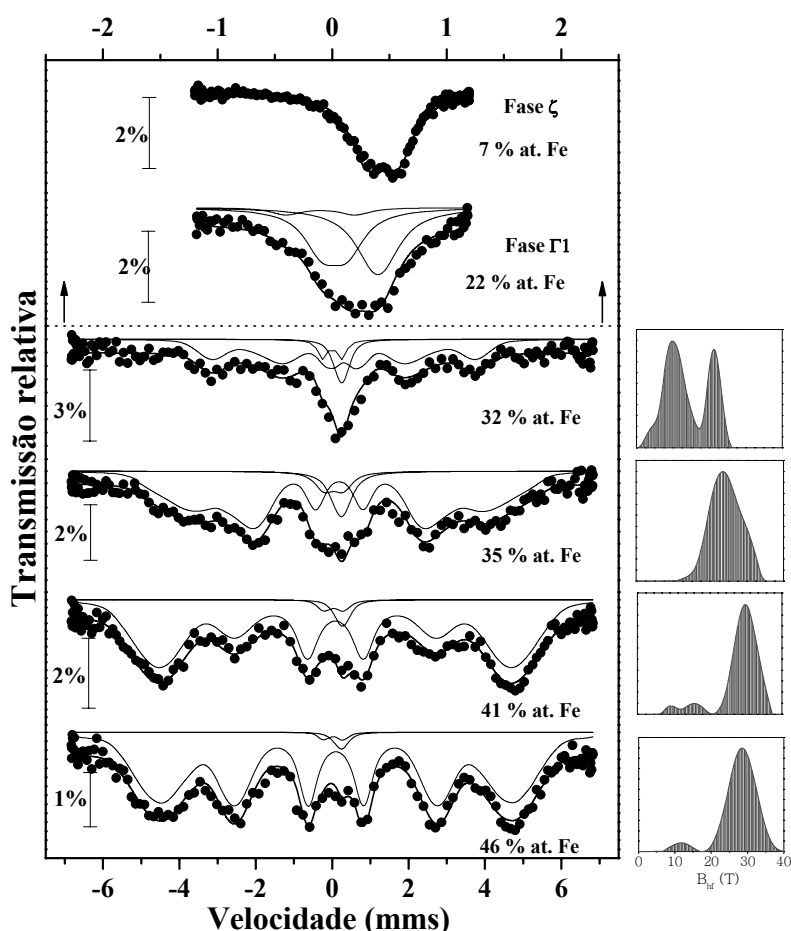 -2 -1 0 1 2
Fase ζ
2%
7 % at. Fe
Fase Γ1
2%
22 % at. Fe
Transmissão relativa
3%
32 % at. Fe
2%
35 % at. Fe
2%
41 % at. Fe
1%
46 % at. Fe
-6 -4 -2 0 2 4 6
Velocidade (mms)
0 10 20 30 40
B_hf (T)